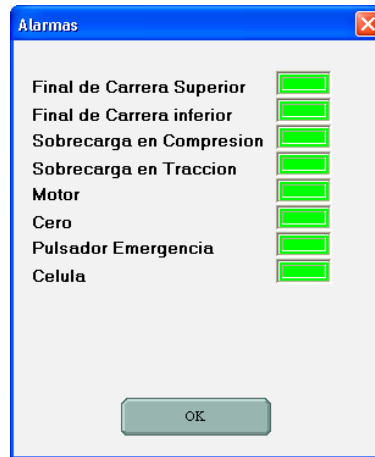 Alarmas
Final de Carrera Superior
Final de Carrera inferior
Sobrecarga en Compresion
Sobrecarga en Traccion
Motor
Cero
Pulsador Emergencia
Celula
OK